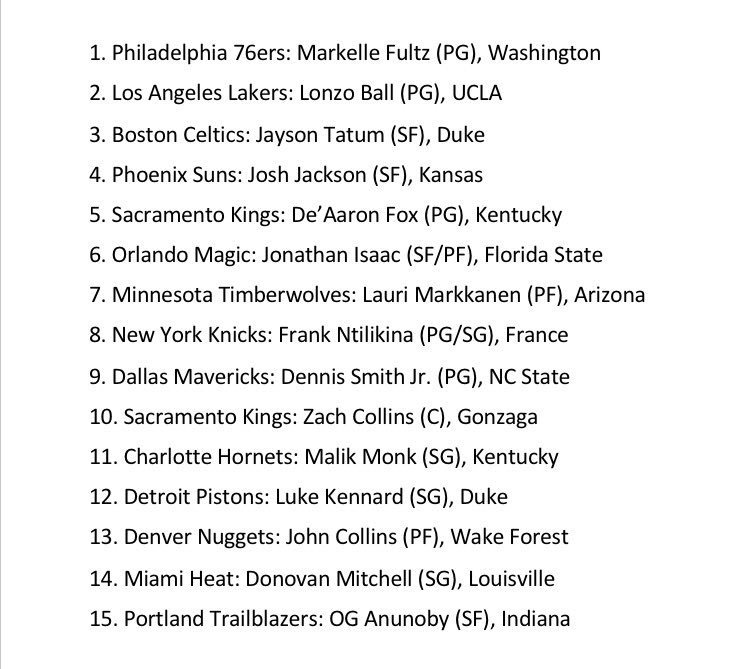 1. Philadelphia 76ers: Markelle Fultz (PG), Washington
2. Los Angeles Lakers: Lonzo Ball (PG), UCLA
3. Boston Celtics: Jayson Tatum (SF), Duke
4. Phoenix Suns: Josh Jackson (SF), Kansas
5. Sacramento Kings: De’Aaron Fox (PG), Kentucky
6. Orlando Magic: Jonathan Isaac (SF/PF), Florida State
7. Minnesota Timberwolves: Lauri Markkanen (PF), Arizona
8. New York Knicks: Frank Ntilikina (PG/SG), France
9. Dallas Mavericks: Dennis Smith Jr. (PG), NC State
10. Sacramento Kings: Zach Collins (C), Gonzaga
11. Charlotte Hornets: Malik Monk (SG), Kentucky
12. Detroit Pistons: Luke Kennard (SG), Duke
13. Denver Nuggets: John Collins (PF), Wake Forest
14. Miami Heat: Donovan Mitchell (SG), Louisville
15. Portland Trailblazers: OG Anunoby (SF), Indiana